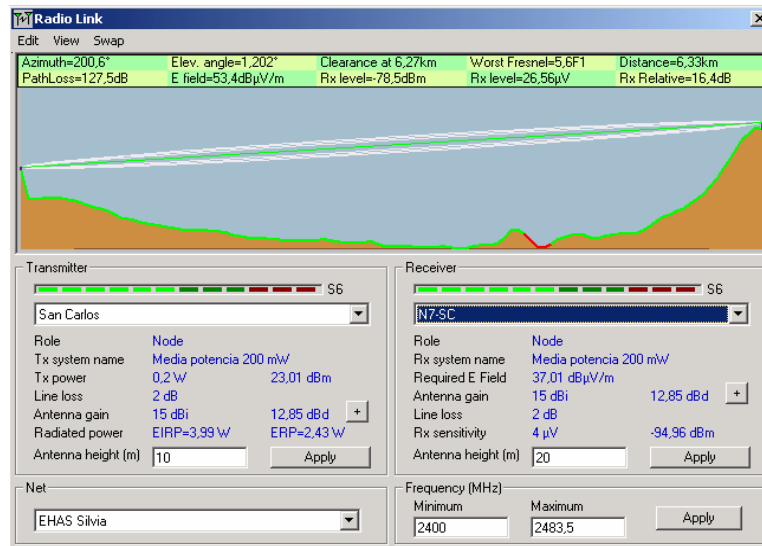 Radio Link
Edit View Swap
Azimuth=200,6° Elev. angle=1,202° Clearance at 6,27km Worst Fresnel=5,6F1 Distance=6,33km
PathLoss=127,5dB E field=53,4dBµV/m Rx level=-78,5dBm Rx level=26,56µV Rx Relative=16,4dB
Transmitter
S6
San Carlos
Role Node
Tx system name Media potencia 200 mW
Tx power 0,2 W 23,01 dBm
Line loss 2 dB
Antenna gain 15 dBi 12,85 dBd +
Radiated power EIRP=3,99 W ERP=2,43 W
Antenna height (m) 10 Apply
Receiver
S6
N7-SC
Role Node
Rx system name Media potencia 200 mW
Required E Field 37,01 dBµV/m
Antenna gain 15 dBi 12,85 dBd +
Line loss 2 dB
Rx sensitivity 4 µV -94,96 dBm
Antenna height (m) 20 Apply
Net
EHAS Silvia
Frequency (MHz)
Minimum Maximum
2400 2483,5 Apply